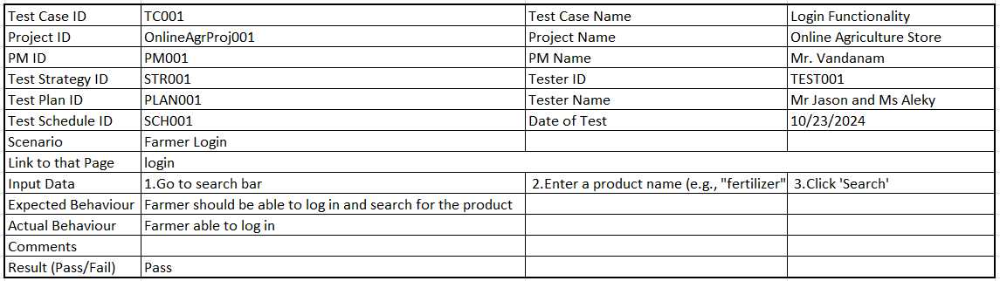 Test Case ID TC001 Test Case Name Login Functionality
Project ID OnlineAgrProj001 Project Name Online Agriculture Store
PM ID PM001 PM Name Mr. Vandanam
Test Strategy ID STR001 Tester ID TEST001
Test Plan ID PLAN001 Tester Name Mr Jason and Ms Aleky
Test Schedule ID SCH001 Date of Test 10/23/2024
Scenario Farmer Login
Link to that Page login
Input Data 1.Go to search bar 2.Enter a product name (e.g., "fertilizer" 3.Click 'Search'
Expected Behaviour Farmer should be able to log in and search for the product
Actual Behaviour Farmer able to log in
Comments
Result (Pass/Fail) Pass